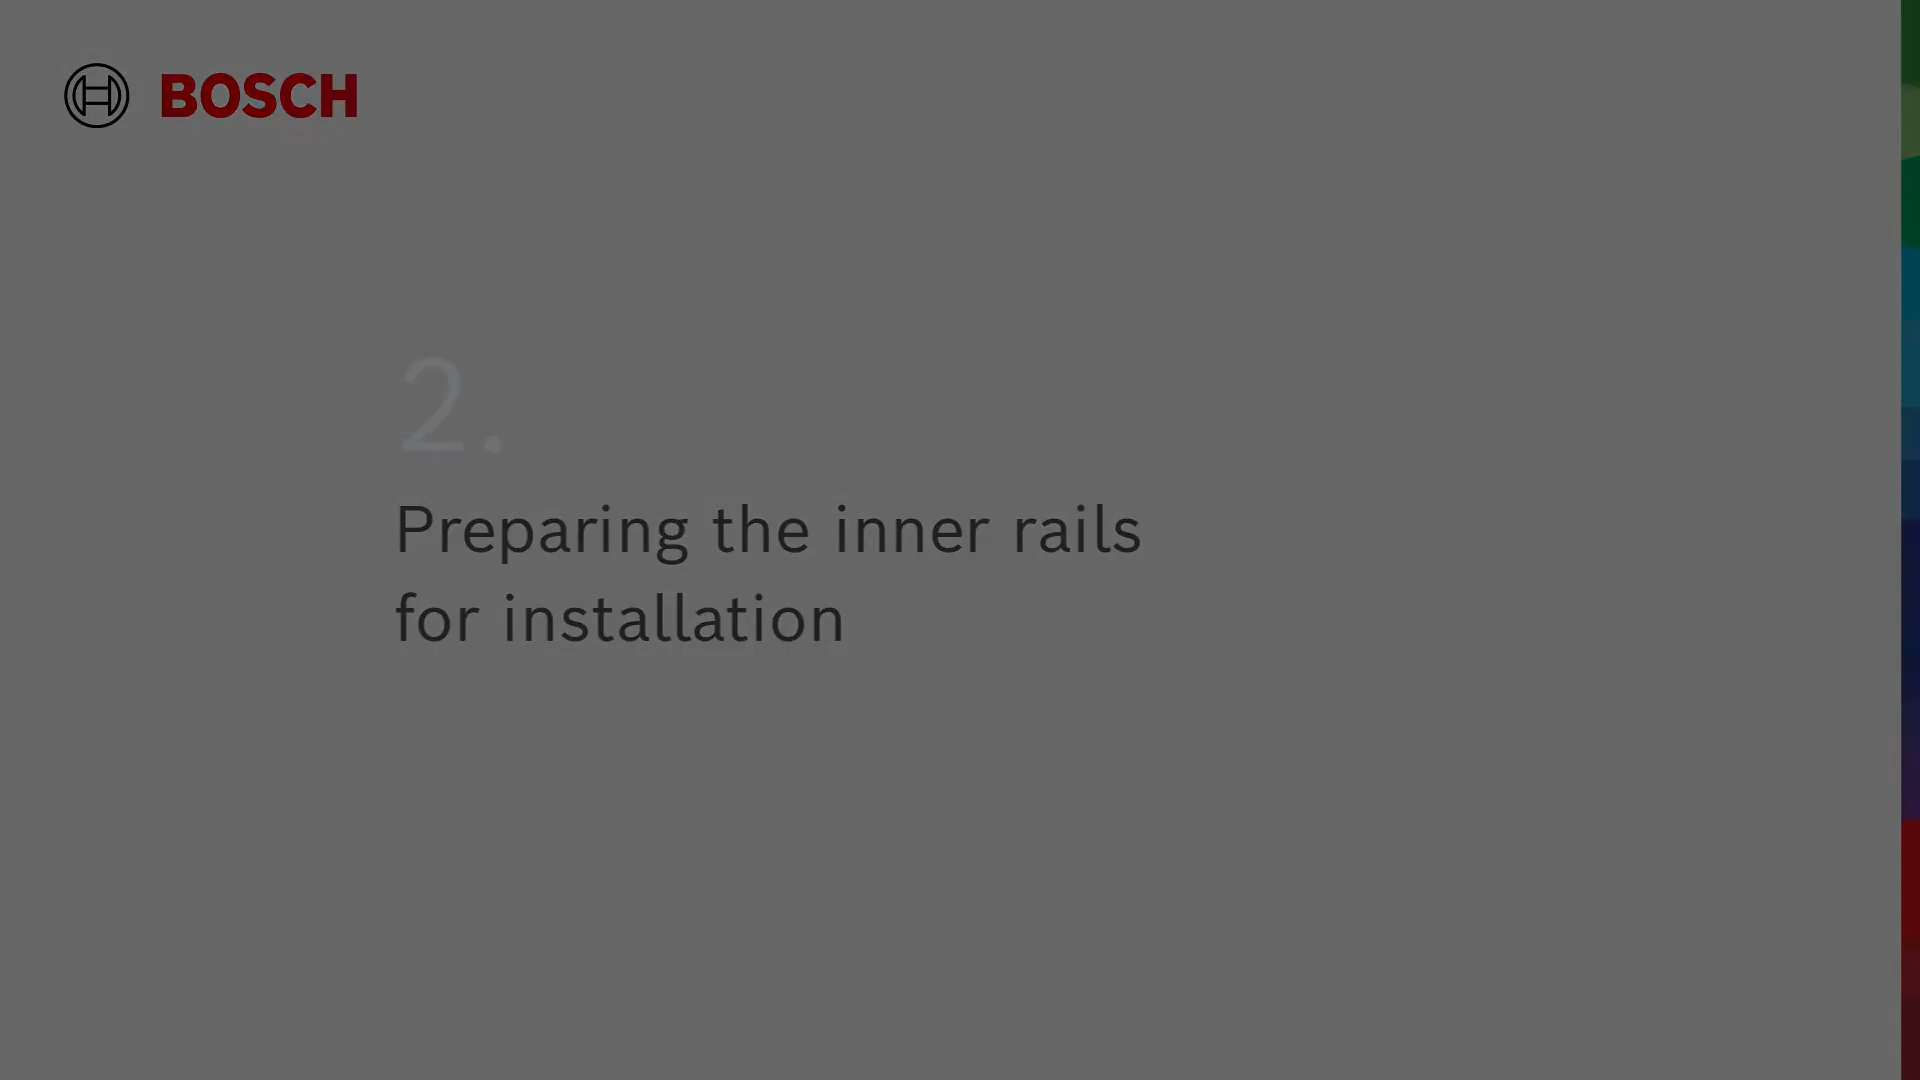 BOSCH
2.
Preparing the inner rails
for installation